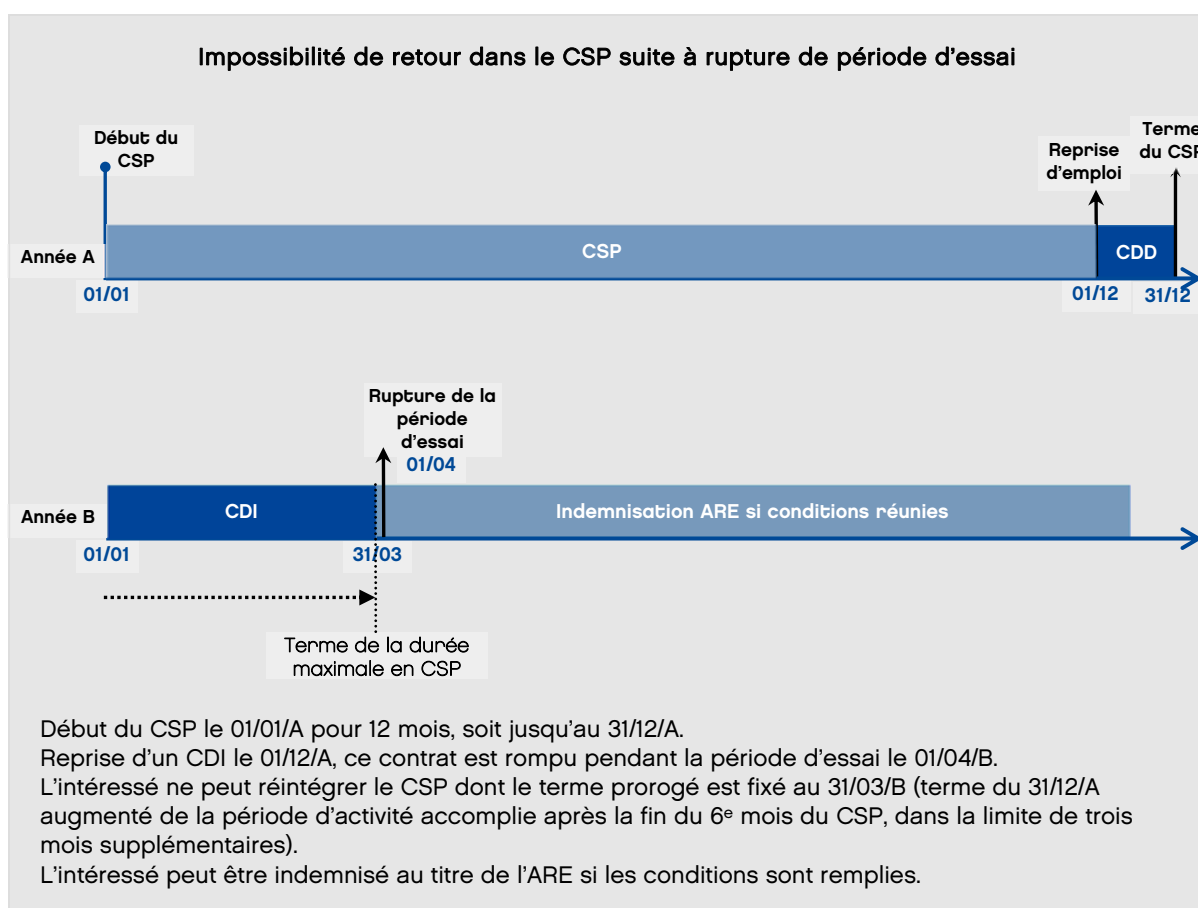 Impossibilité de retour dans le CSP suite à rupture de période d'essai
Début du
CSP
Reprise
d'emploi
Terme
du CSP
Année A
CSP
CDD
01/01
01/12
31/12
Rupture de la
période
d'essai
01/04
Année B
CDI
Indemnisation ARE si conditions réunies
01/01
31/03
Terme de la durée
maximale en CSP
Début du CSP le 01/01/A pour 12 mois, soit jusqu'au 31/12/A.
Reprise d'un CDI le 01/12/A, ce contrat est rompu pendant la période d'essai le 01/04/B.
L'intéressé ne peut réintégrer le CSP dont le terme prorogé est fixé au 31/03/B (terme du 31/12/A
augmenté de la période d'activité accomplie après la fin du 6e mois du CSP, dans la limite de trois
mois supplémentaires).
L'intéressé peut être indemnisé au titre de l'ARE si les conditions sont remplies.